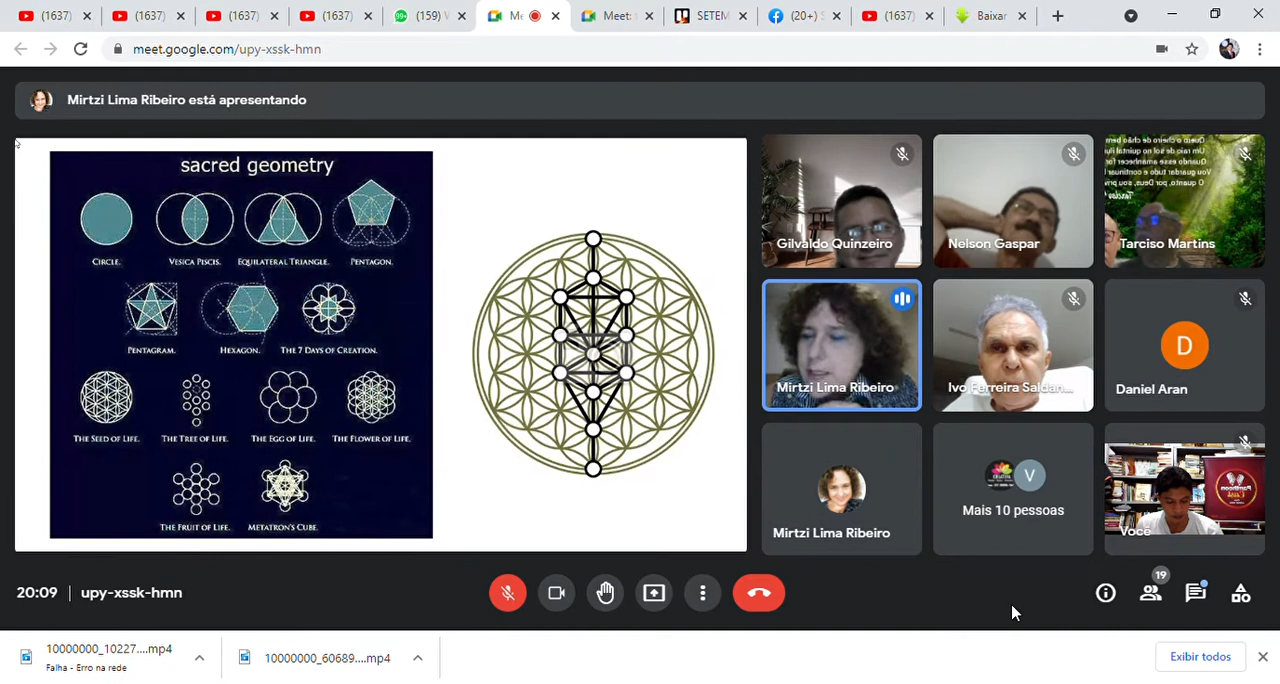 (1637)
(1637)
(1637)
(1637)
99+
(159) V
Me
Meet:
SETEM
(20+) S
(1637)
Baixar
meet.google.com/upy-xssk-hmn
Mirtzi Lima Ribeiro está apresentando
sacred geometry
CIRCLE.
VESICA PISCIS.
EQUILATERAL TRIANGLE.
PENTAGON.
PENTAGRAM.
HEXAGON.
THE 7 DAYS OF CREATION.
THE SEED OF LIFE.
THE TREE OF LIFE.
THE EGG OF LIFE.
THE FLOWER OF LIFE.
THE FRUIT OF LIFE.
METATRON'S CUBE.
Gilvaldo Quinzeiro
Nelson Gaspar
Tarciso Martins
Mirtzi Lima Ribeiro
Ivo Ferreira Saldan...
D
Daniel Aran
Mirtzi Lima Ribeiro
V
Mais 10 pessoas
Você
20:09
upy-xssk-hmn
19
10000000_10227....mp4
Falha - Erro na rede
10000000_60689....mp4
Exibir todos